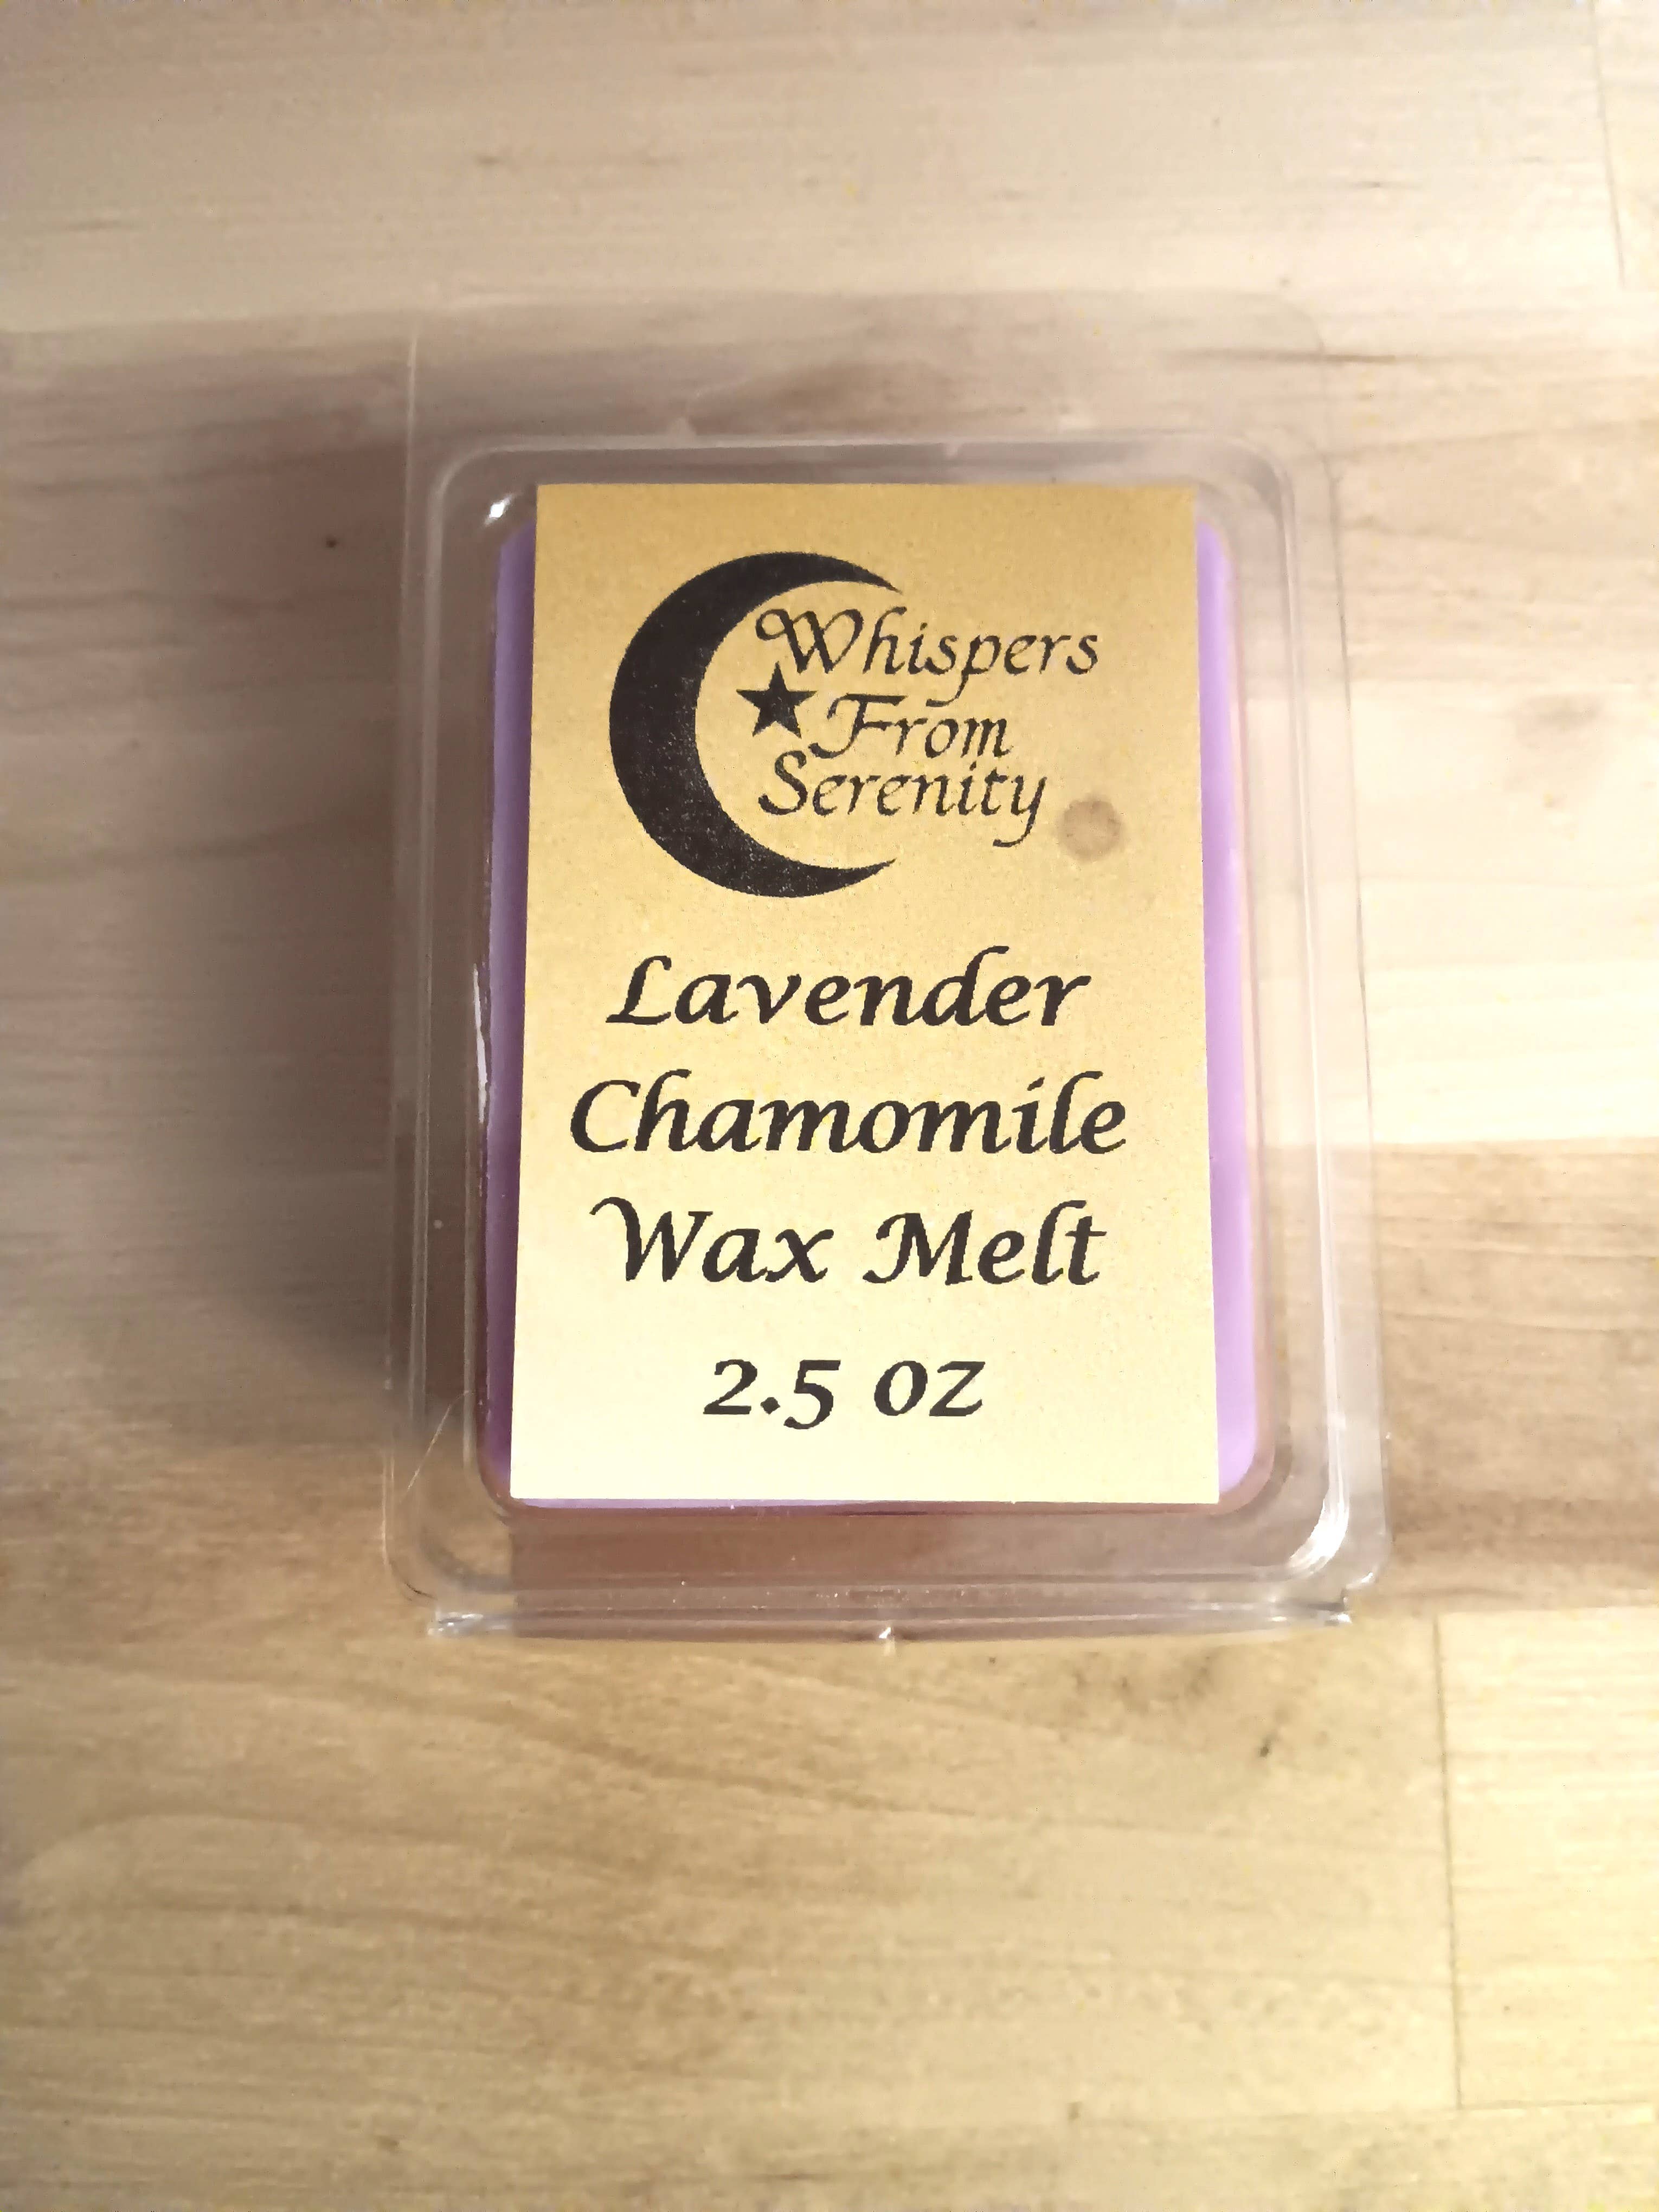 Whispers
From
Serenity
Lavender
Chamomile
Wax Melt
2.5 oz